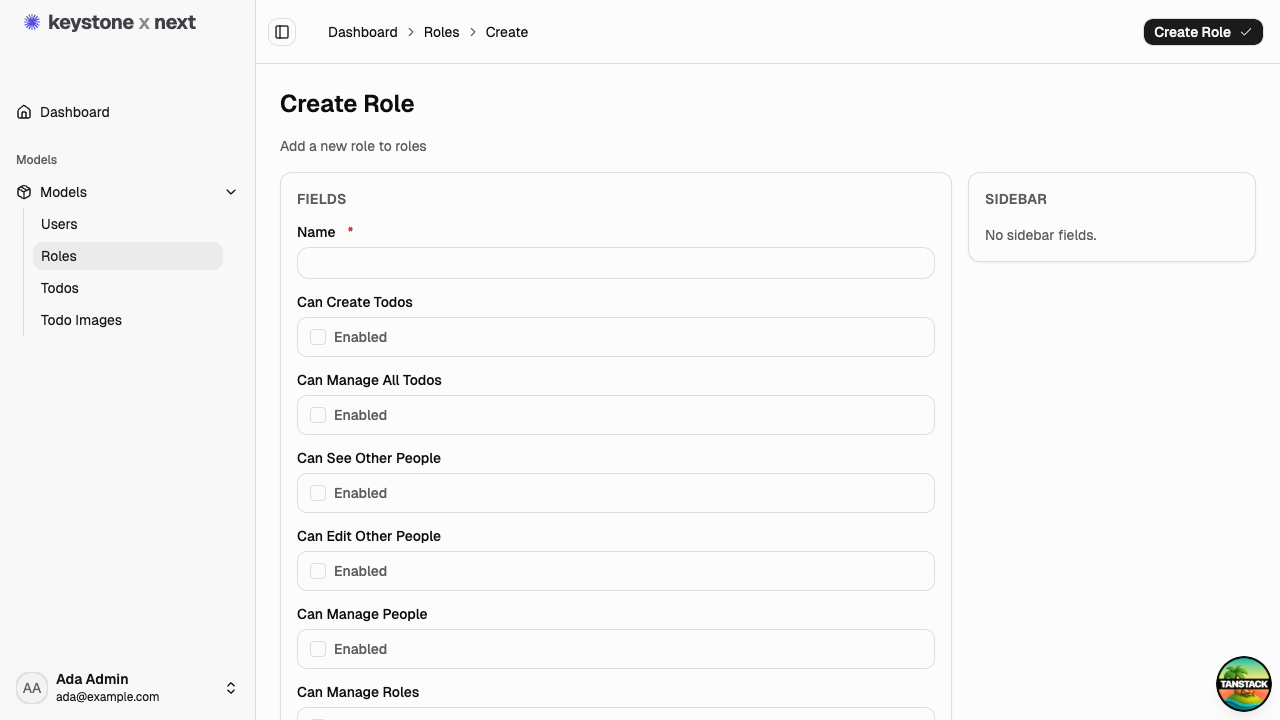 keystone x next
Dashboard
Models
Models
Users
Roles
Todos
Todo Images
AA
Ada Admin
ada@example.com
Dashboard > Roles > Create
Create Role
Create Role
Add a new role to roles
FIELDS
Name *
Can Create Todos
Enabled
Can Manage All Todos
Enabled
Can See Other People
Enabled
Can Edit Other People
Enabled
Can Manage People
Enabled
Can Manage Roles
SIDEBAR
No sidebar fields.
TANSTACK